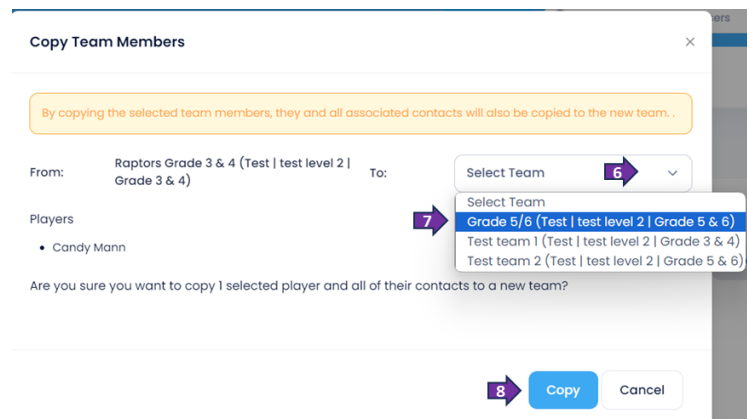 ers
Copy Team Members
By copying the selected team members, they and all associated contacts will also be copied to the new team. .
From:
Raptors Grade 3 & 4 (Test | test level 2 |
Grade 3 & 4)
To:
Select Team
6
Select Team
7
Grade 5/6 (Test | test level 2 | Grade 5 & 6)
Test team 1 (Test | test level 2 | Grade 3 & 4)
Test team 2 (Test | test level 2 | Grade 5 & 6)
Players
• Candy Mann
Are you sure you want to copy 1 selected player and all of their contacts to a new team?
8
Copy
Cancel